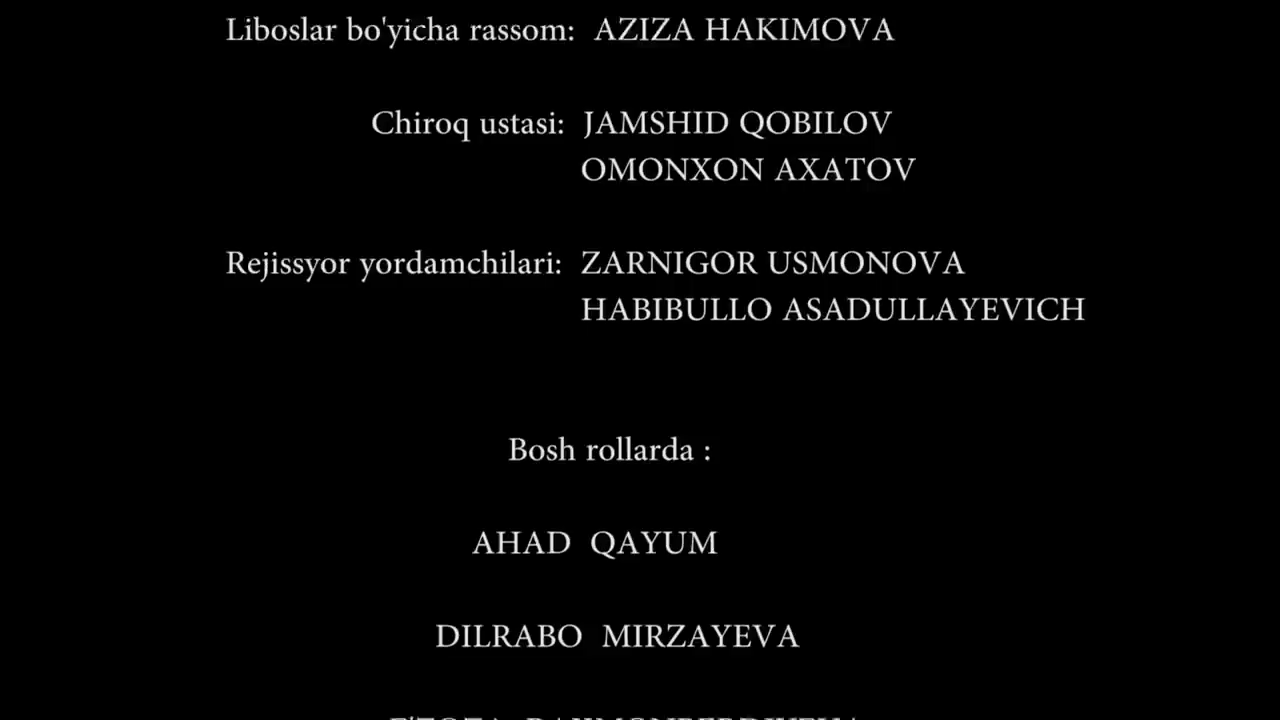 Liboslar bo'yicha rassom: AZIZA HAKIMOVA
Chiroq ustasi: JAMSHID QOBILOV
OMONXON AXATOV
Rejissyor yordamchilari: ZARNIGOR USMONOVA
HABIBULLO ASADULLAYEVICH
Bosh rollarda :
AHAD QAYUM
DILRABO MIRZAYEVA